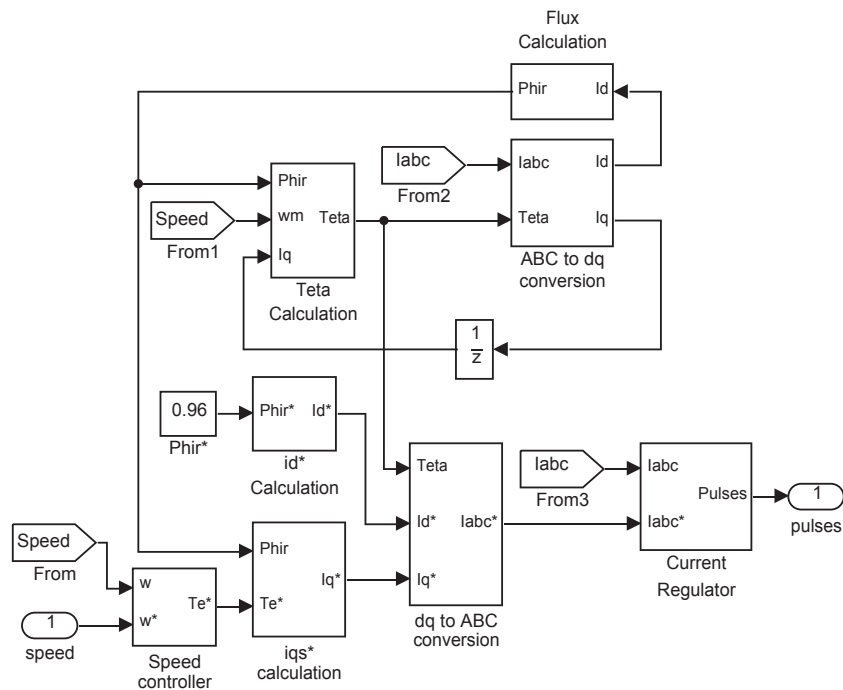 Flux
Calculation
Phir Id
Iabc
From2
Iabc Id
Teta Iq
ABC to dq
conversion
Phir
wm Teta
Iq
Teta
Calculation
Speed
From1
1
z
0.96
Phir*
Phir* Id*
id*
Calculation
Teta
Id* Iabc*
Iq*
dq to ABC
conversion
Iabc
From3
Iabc
Pulses
Iabc*
Current
Regulator
1
pulses
Speed
From
1
speed
w
Te*
w*
Speed
controller
Phir
Iq*
Te*
iqs*
calculation